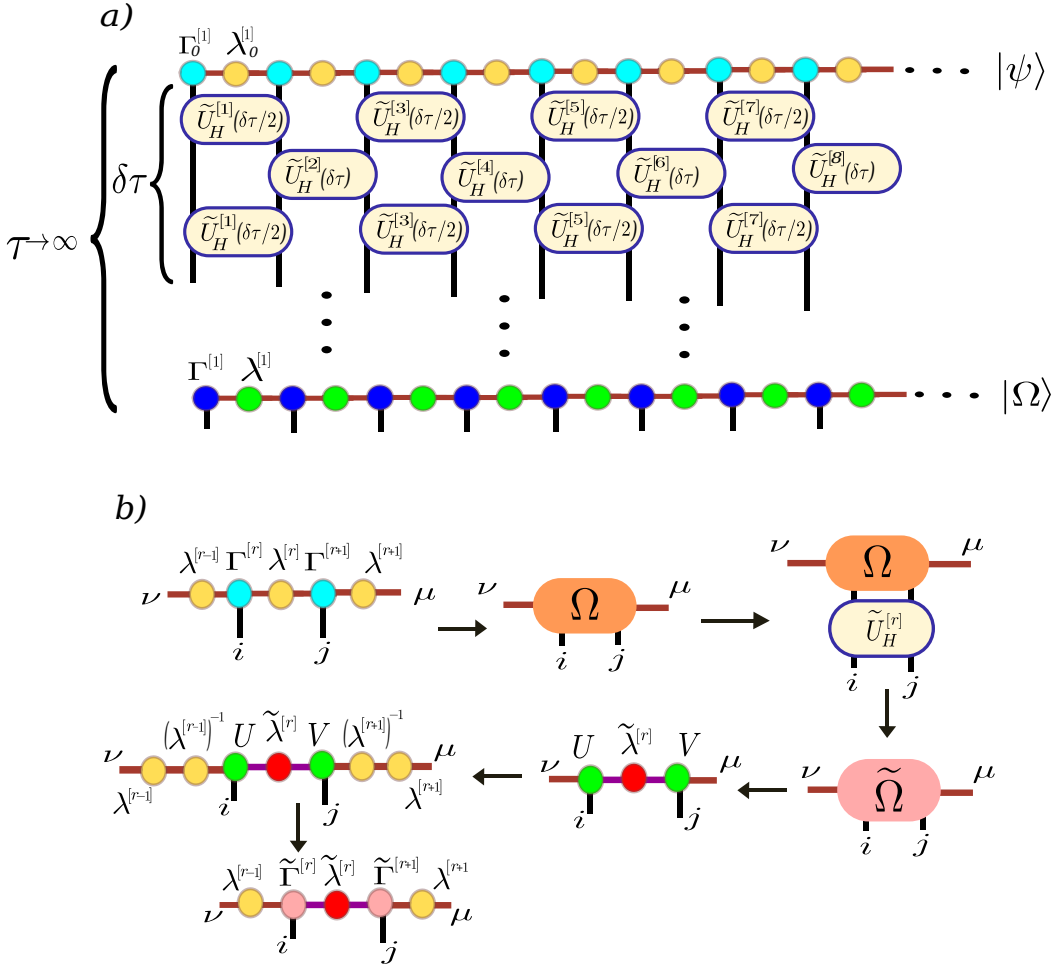 a)
Γ₀^[1] λ₀^[1]
|ψ⟩
Ũ_H^[1](δτ/2) Ũ_H^[3](δτ/2) Ũ_H^[5](δτ/2) Ũ_H^[7](δτ/2)
δτ Ũ_H^[2](δτ) Ũ_H^[4](δτ) Ũ_H^[6](δτ) Ũ_H^[8](δτ)
Ũ_H^[1](δτ/2) Ũ_H^[3](δτ/2) Ũ_H^[5](δτ/2) Ũ_H^[7](δτ/2)
τ→∞
Γ^[1] λ^[1]
|Ω⟩
b)
λ^[r-1] Γ^[r] λ^[r] Γ^[r+1] λ^[r+1]
ν μ
i j
ν Ω μ
i j
ν Ω μ
Ũ_H^[r]
i j
(λ^[r-1])^-1 U λ̃^[r] V (λ^[r+1])^-1
ν μ
λ^[r-1] i j λ^[r+1]
U λ̃^[r] V
ν μ
i j
ν Ω̃ μ
i j
λ^[r-1] Γ̃^[r] λ̃^[r] Γ̃^[r+1] λ^[r+1
ν μ
i j